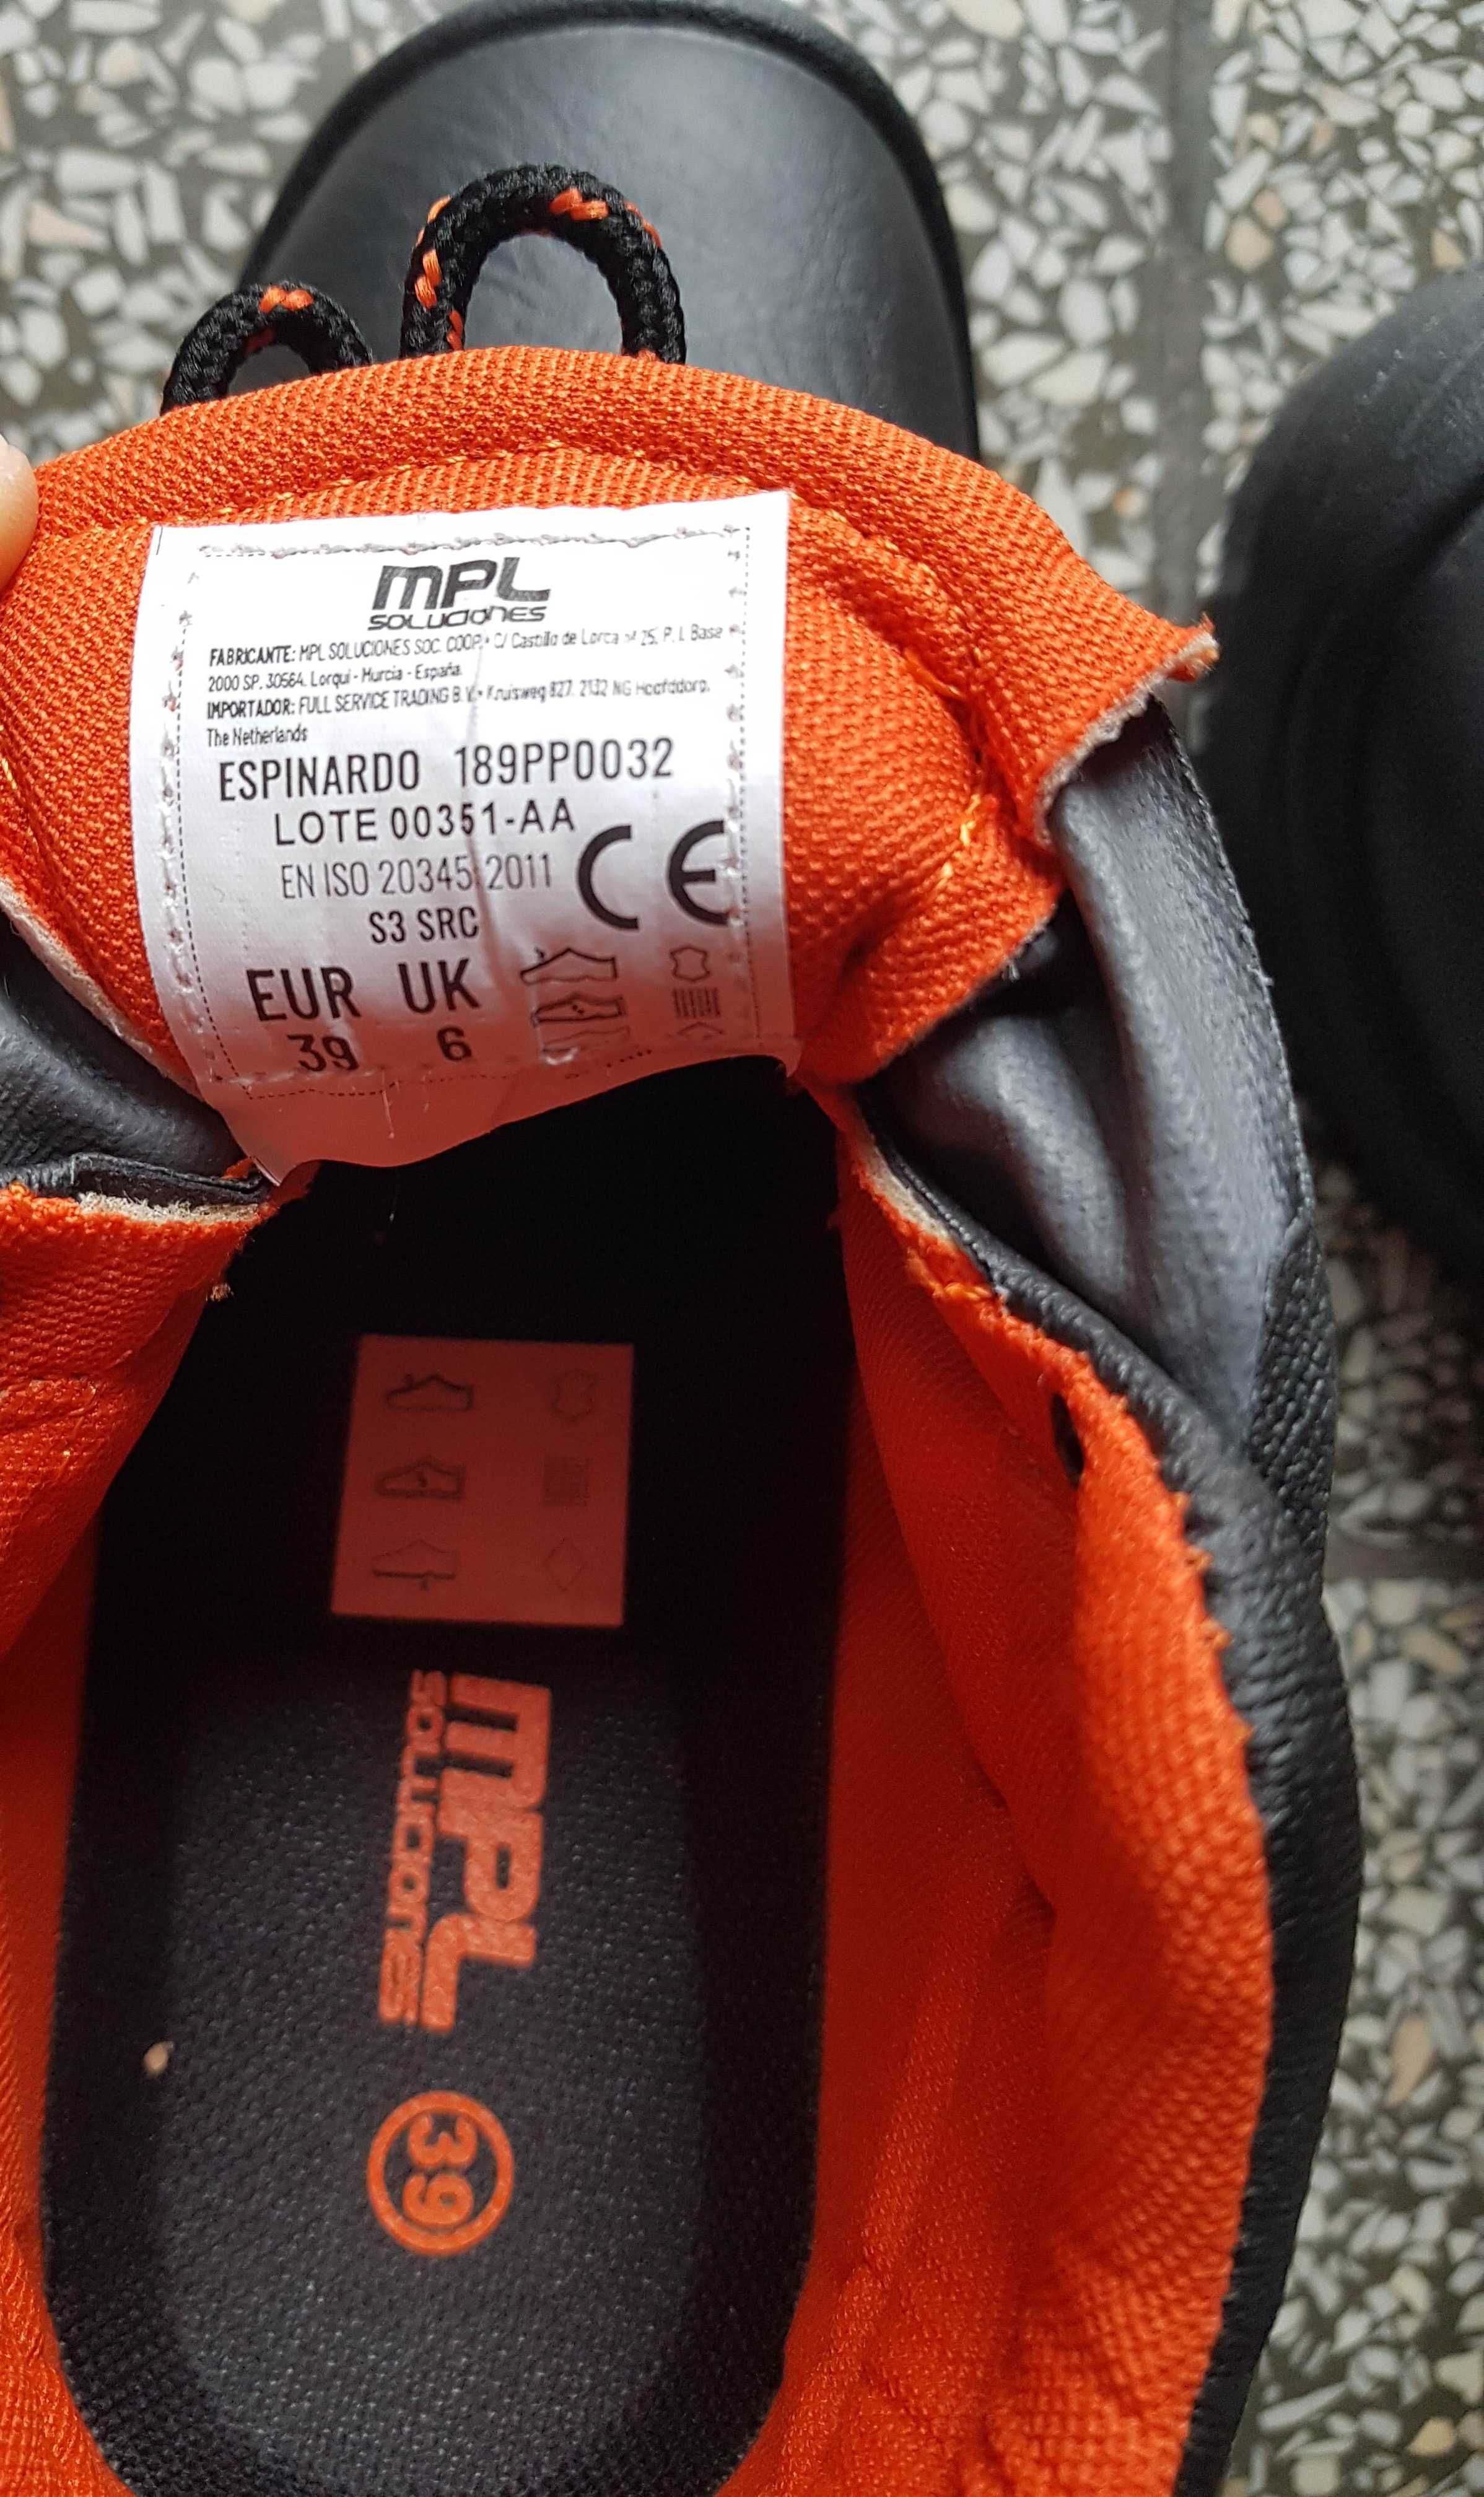 MPL
SOLUCIONES
FABRICANTE: MPL SOLUCIONES SOC. COOP. • C/ Castillo de Lorca nº 25, P. I. Base
2000 SP. 30564. Lorquí - Murcia - España.
IMPORTADOR: FULL SERVICE TRADING B.V. • Kruisweg 827. 2132 NG Hoofddorp.
The Netherlands
ESPINARDO 189PP0032
LOTE 00351-AA
EN ISO 20345:2011
CE
S3 SRC
EUR UK
39 6
MPL
SOLUCIONES
39